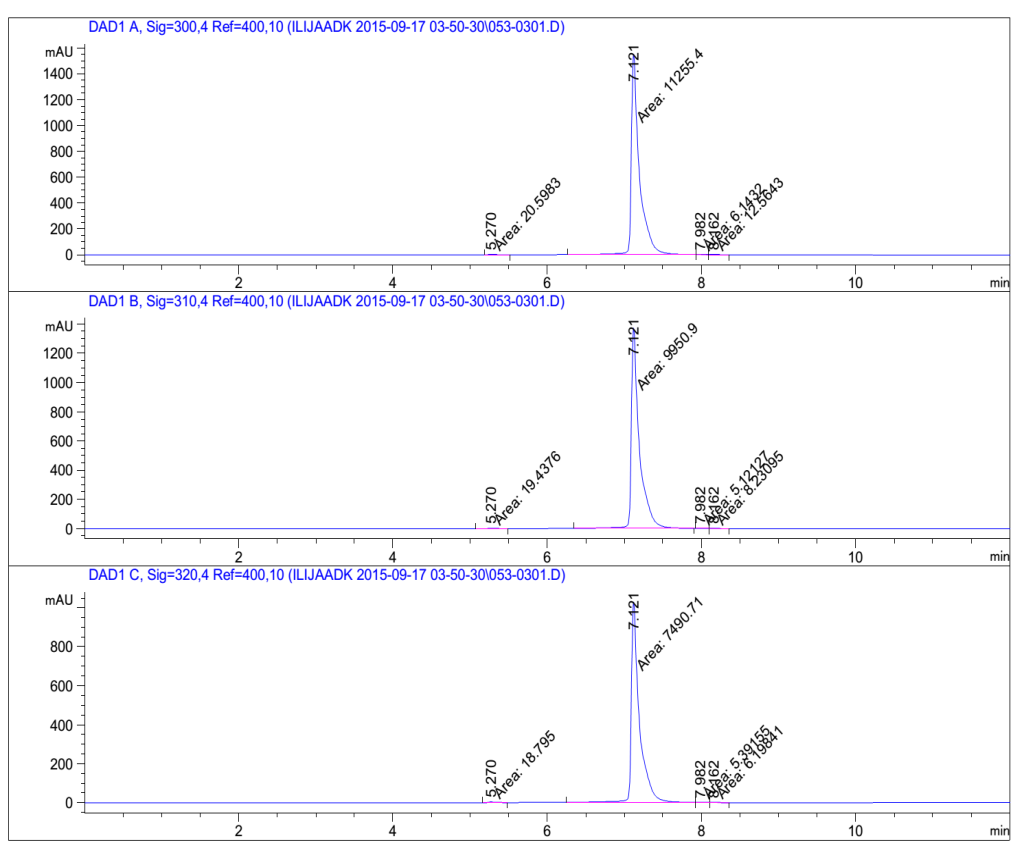 DAD1 A, Sig=300,4 Ref=400,10 (ILIJAADK 2015-09-17 03-50-30\053-0301.D)
mAU
1400
1200
1000
800
600
400
200
0
5.270
Area: 20.5983
7.121
Area: 11255.4
7.982
Area: 6.1432
8.162
Area: 12.5643
2
4
6
8
10
min
DAD1 B, Sig=310,4 Ref=400,10 (ILIJAADK 2015-09-17 03-50-30\053-0301.D)
mAU
1200
1000
800
600
400
200
0
5.270
Area: 19.4376
7.121
Area: 9950.9
7.982
Area: 5.12127
8.162
Area: 8.23095
2
4
6
8
10
min
DAD1 C, Sig=320,4 Ref=400,10 (ILIJAADK 2015-09-17 03-50-30\053-0301.D)
mAU
800
600
400
200
0
5.270
Area: 18.795
7.121
Area: 7490.71
7.982
Area: 5.39155
8.162
Area: 6.19841
2
4
6
8
10
min